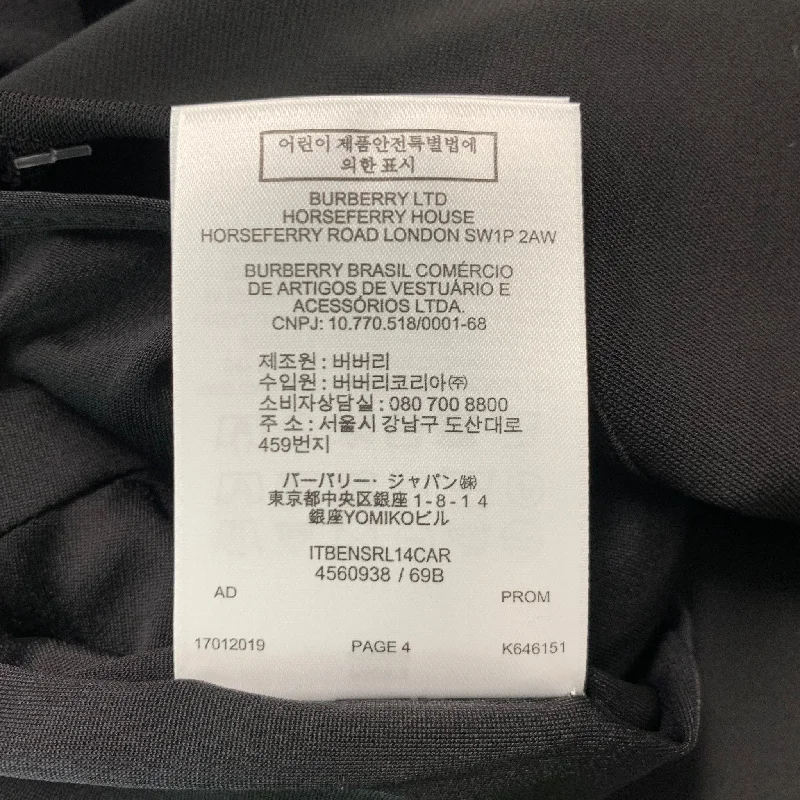 어린이 제품안전특별법에
의한 표시
BURBERRY LTD
HORSEFERRY HOUSE
HORSEFERRY ROAD LONDON SW1P 2AW
BURBERRY BRASIL COMÉRCIO
DE ARTIGOS DE VESTUÁRIO E
ACESSÓRIOS LTDA.
CNPJ: 10.770.518/0001-68
제조원 : 버버리
수입원 : 버버리코리아㈜
소비자상담실 : 080 700 8800
주 소 : 서울시 강남구 도산대로
459번지
バーバリー・ジャパン㈱
東京都中央区銀座 1 - 8 - 1 4
銀座YOMIKOビル
ITBENSRL14CAR
4560938 / 69B
AD PROM
17012019 PAGE 4 K646151